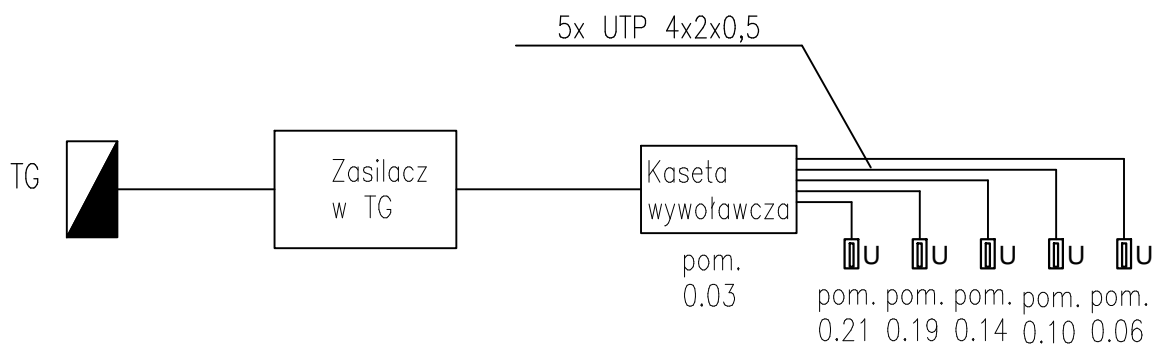 5x UTP 4x2x0,5
TG
Zasilacz
w TG
Kaseta
wywoławcza
pom.
0.03
U U U U U
pom. pom. pom. pom. pom.
0.21 0.19 0.14 0.10 0.06